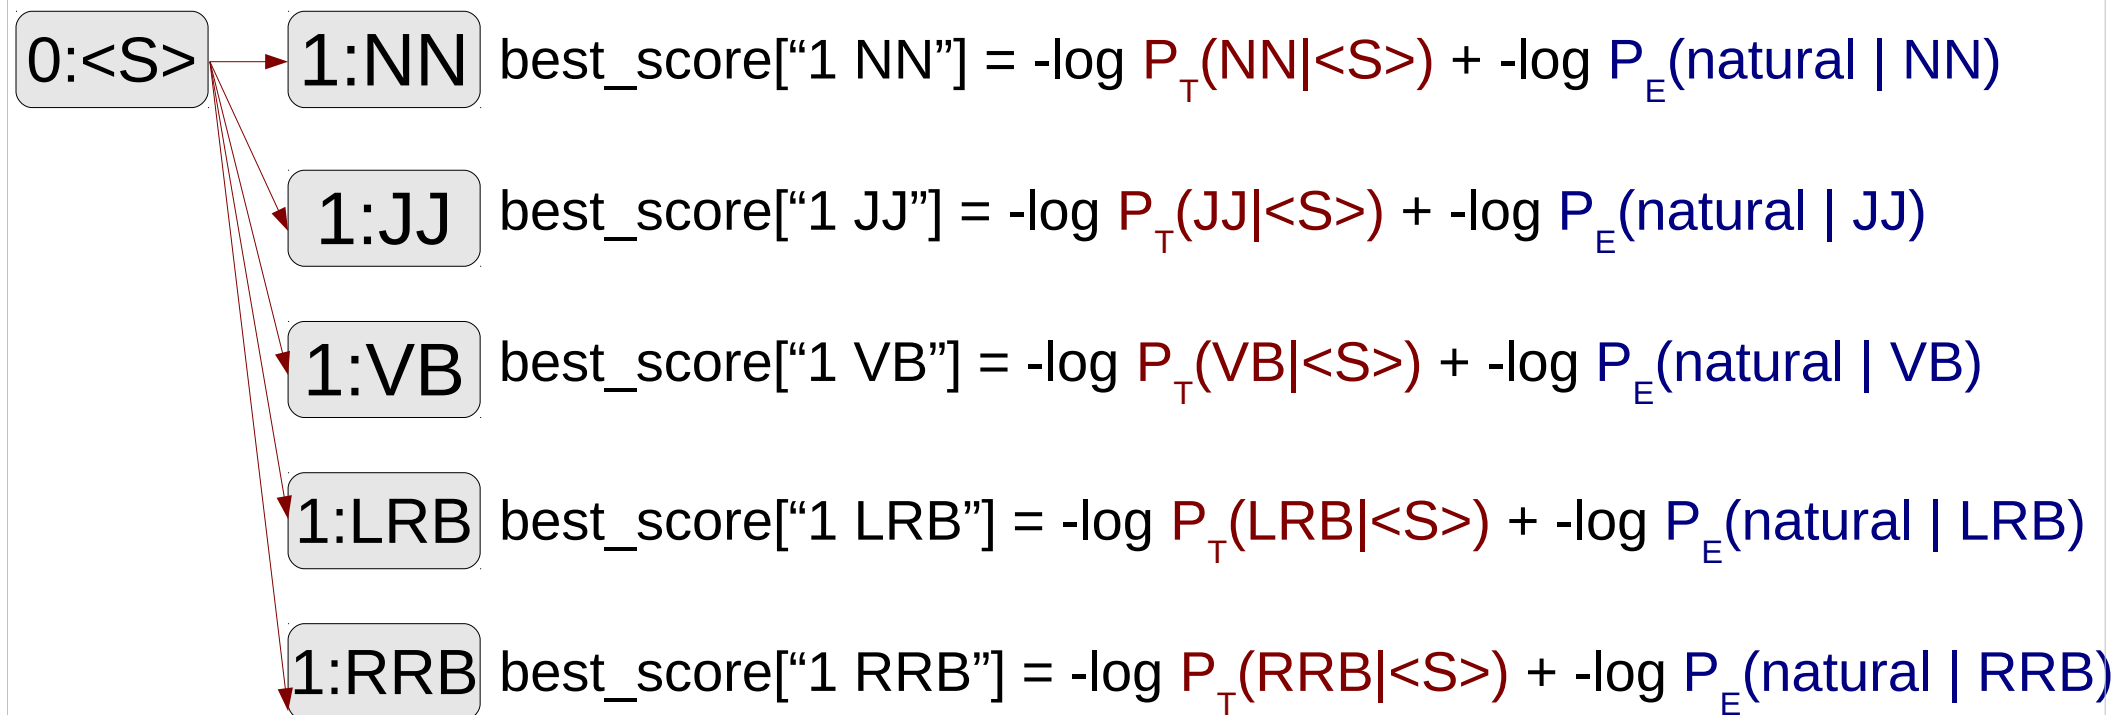 0:<S> 1:NN best_score[“1 NN”] = -log P_T(NN|<S>) + -log P_E(natural | NN)
1:JJ best_score[“1 JJ”] = -log P_T(JJ|<S>) + -log P_E(natural | JJ)
1:VB best_score[“1 VB”] = -log P_T(VB|<S>) + -log P_E(natural | VB)
1:LRB best_score[“1 LRB”] = -log P_T(LRB|<S>) + -log P_E(natural | LRB)
1:RRB best_score[“1 RRB”] = -log P_T(RRB|<S>) + -log P_E(natural | RRB)